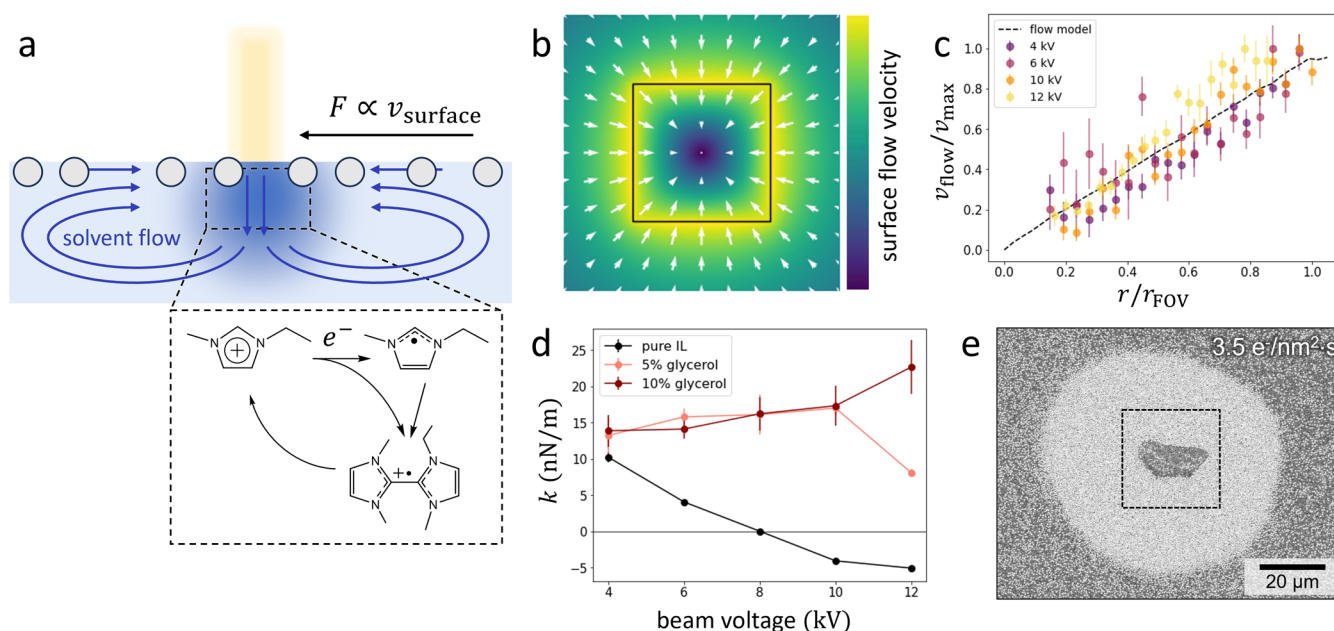 a
F ∝ v_surface
solvent flow
e⁻
+
N
N
N
N
+•
N
N
N
N
b
surface flow velocity
c
flow model
4 kV
6 kV
10 kV
12 kV
1.0
0.8
0.6
0.4
0.2
0.0
v_flow/v_max
0.0 0.2 0.4 0.6 0.8 1.0
r/r_FOV
d
pure IL
5% glycerol
10% glycerol
25
20
15
10
5
0
−5
k (nN/m)
4 6 8 10 12
beam voltage (kV)
e
3.5 e⁻/nm²·s
20 µm